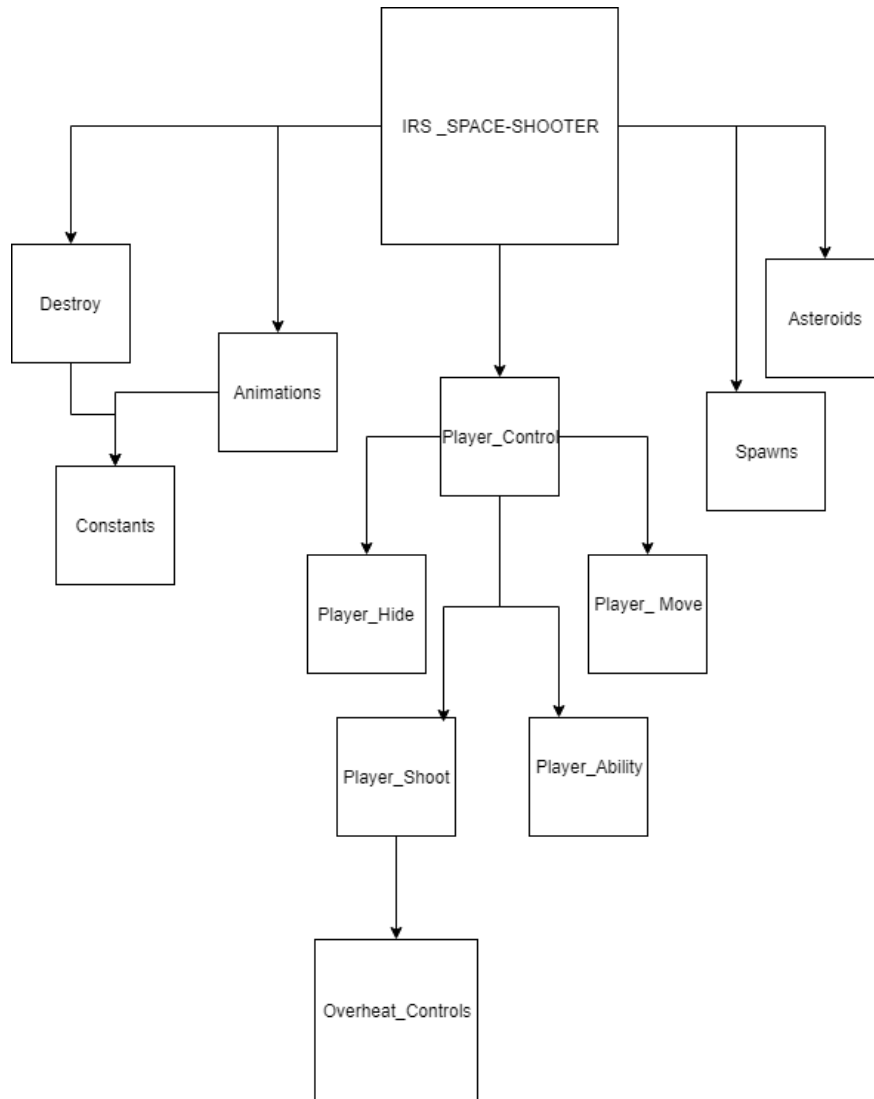 IRS _SPACE-SHOOTER
Destroy
Asteroids
Animations
Player_Control
Spawns
Constants
Player_Hide
Player_ Move
Player_Shoot
Player_Ability
Overheat_Controls